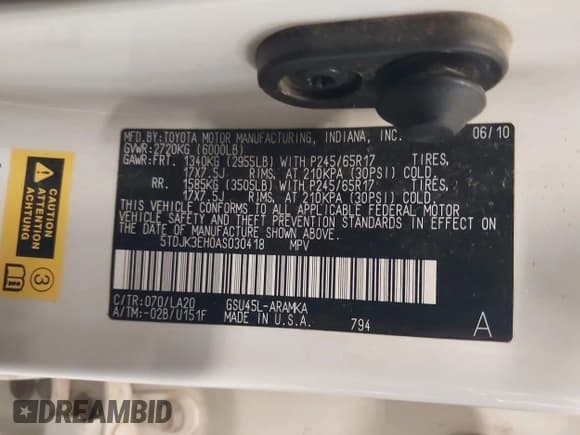 MFD.BY:TOYOTA MOTOR MANUFACTURING, INDIANA, INC. 06/10
GVWR:2720KG (6000LB)
GAWR:FRT. 1340KG (2955LB) WITH P245/65R17 TIRES,
17X7.5J RIMS, AT 210KPA (30PSI) COLD.
RR. 1585KG (3505LB) WITH P245/65R17 TIRES,
17X7.5J RIMS, AT 210KPA (30PSI) COLD.
THIS VEHICLE CONFORMS TO ALL APPLICABLE FEDERAL MOTOR
VEHICLE SAFETY AND THEFT PREVENTION STANDARDS IN EFFECT ON
THE DATE OF MANUFACTURE SHOWN ABOVE.
5TDJK3EH0AS030418 MPV
C/TR:070/LA20 GSU45L-ARAMKA
A/TM:-02B/U151F MADE IN U.S.A. 794 A
CAUTION
ATTENTION
ACHTUNG
3
DREAMBID